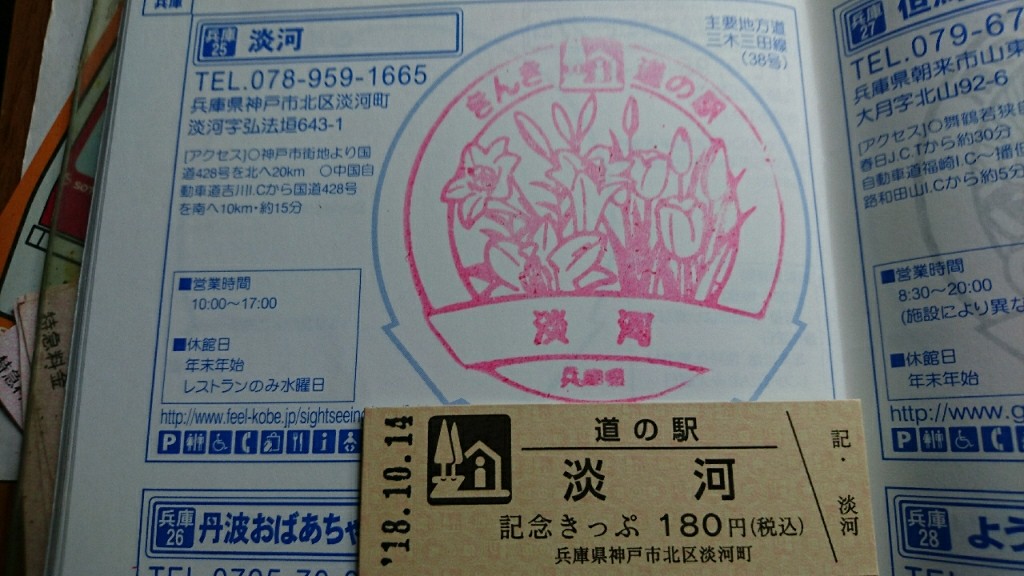 兵庫
兵庫
25
淡河
TEL.078-959-1665
兵庫県神戸市北区淡河町
淡河字弘法垣643-1
[アクセス]○神戸市街地より国
道428号を北へ20km ○中国自
動車道吉川I.Cから国道428号
を南へ10km・約15分
■営業時間
10:00〜17:00
■休館日
年末年始
レストランのみ水曜日
http://www.feel-kobe.jp/sightseeing
P
主要地方道
三木三田線
(38号)
きんき 道の駅
淡河
兵庫県
'18.10.14
道の駅
淡河
記念きっぷ 180円(税込)
兵庫県神戸市北区淡河町
記・淡河
兵庫
26
丹波おばあちゃ
兵庫
27
TEL.079-67
兵庫県朝来市山東
大月字北山92-6
[アクセス]○舞鶴若狭
春日J.C.Tから約30分
自動車道福崎I.C〜播但
路和田山I.Cから約5分
■営業時間
8:30〜20:00
(施設により異な
■休館日
年末年始
http://www.g
P
兵庫
28
よう
特急料金